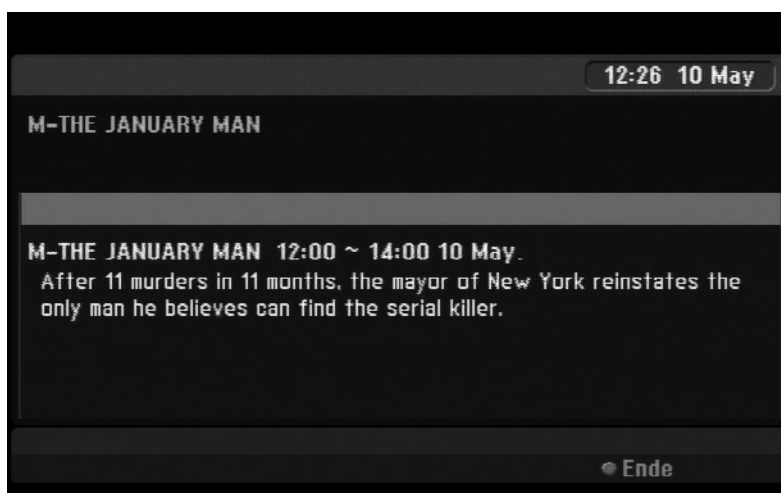 12:26 10 May
M-THE JANUARY MAN
M-THE JANUARY MAN 12:00 ~ 14:00 10 May.
After 11 murders in 11 months, the mayor of New York reinstates the
only man he believes can find the serial killer.
Ende